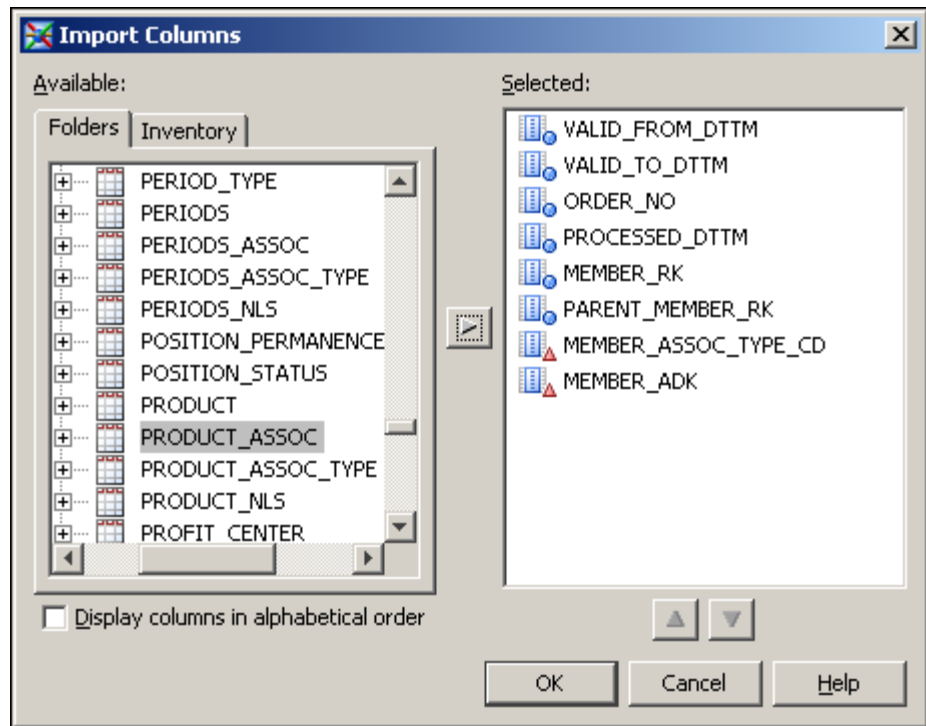 Import Columns
Available:
Folders
Inventory
PERIOD_TYPE
PERIODS
PERIODS_ASSOC
PERIODS_ASSOC_TYPE
PERIODS_NLS
POSITION_PERMANENCE
POSITION_STATUS
PRODUCT
PRODUCT_ASSOC
PRODUCT_ASSOC_TYPE
PRODUCT_NLS
PROFIT_CENTER
Display columns in alphabetical order
Selected:
VALID_FROM_DTTM
VALID_TO_DTTM
ORDER_NO
PROCESSED_DTTM
MEMBER_RK
PARENT_MEMBER_RK
MEMBER_ASSOC_TYPE_CD
MEMBER_ADK
OK
Cancel
Help